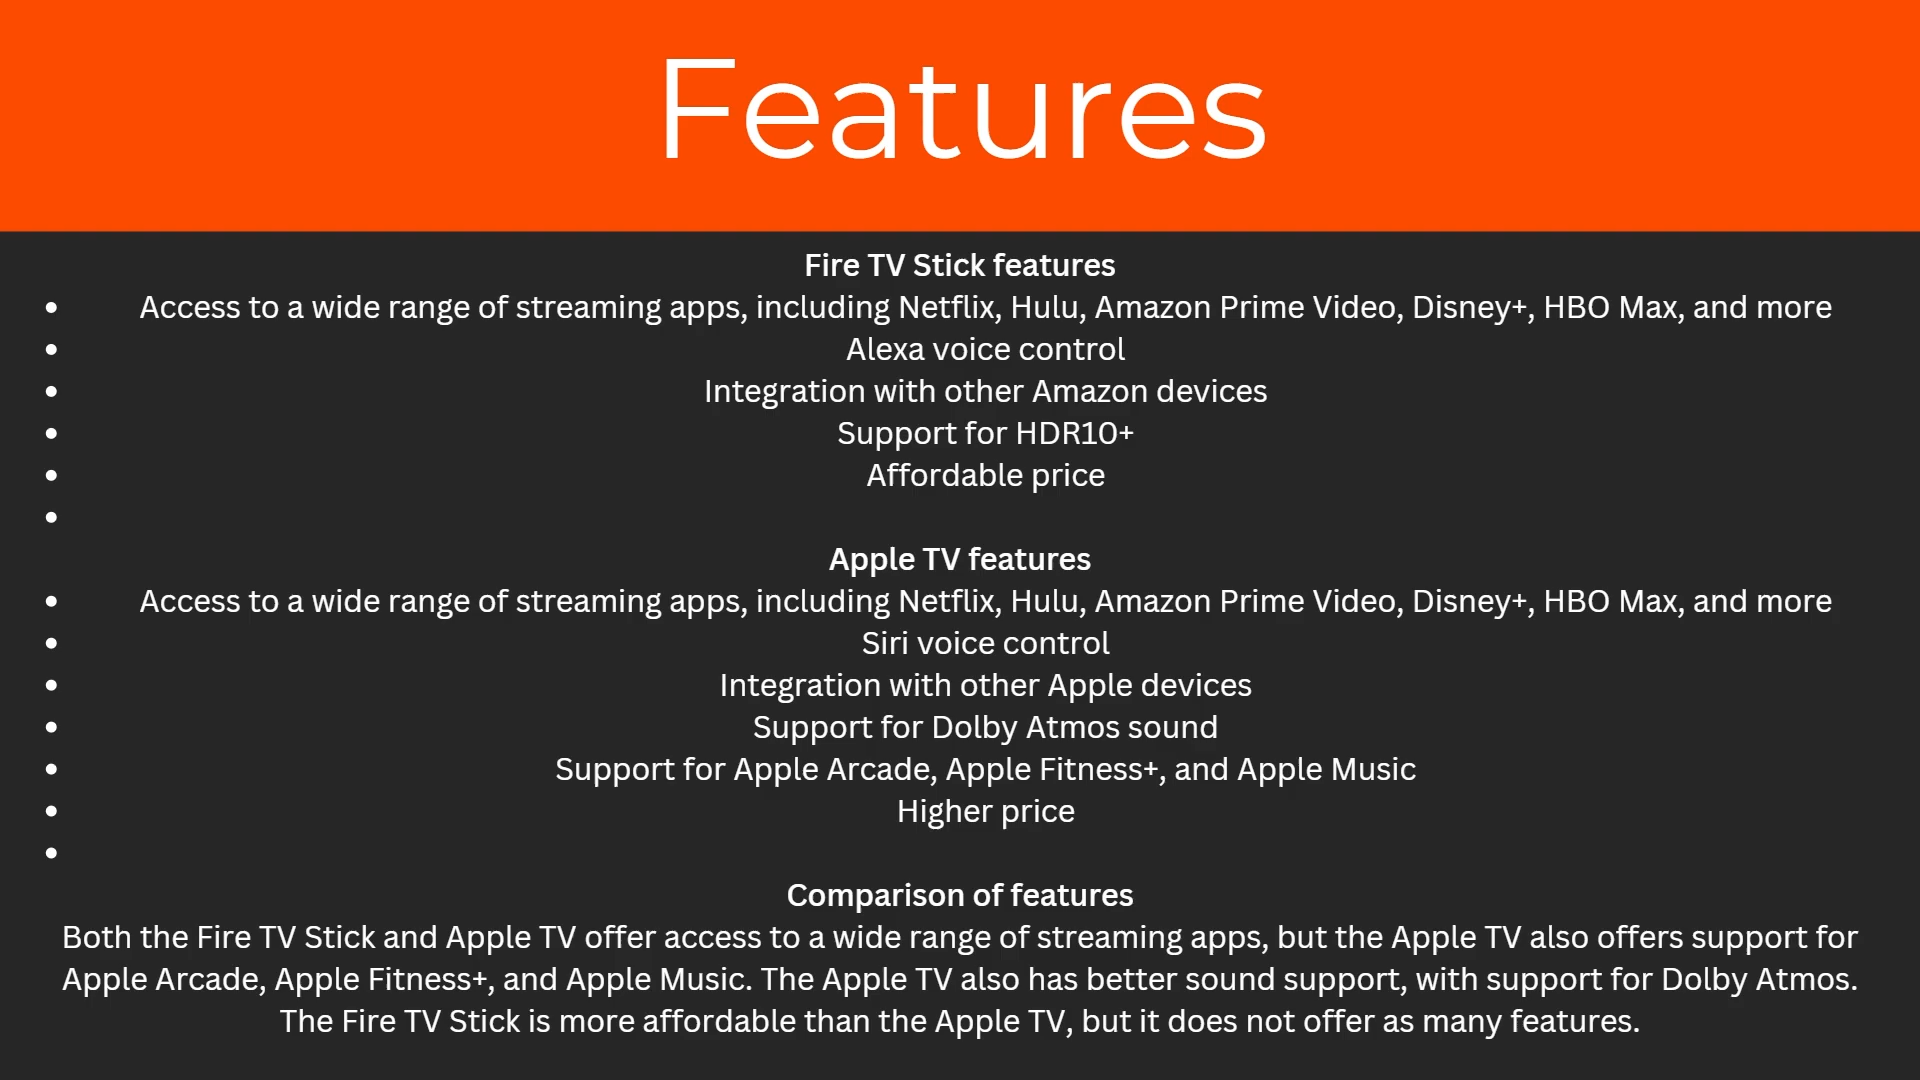 Features
Fire TV Stick features
• Access to a wide range of streaming apps, including Netflix, Hulu, Amazon Prime Video, Disney+, HBO Max, and more
• Alexa voice control
• Integration with other Amazon devices
• Support for HDR10+
• Affordable price
•
Apple TV features
• Access to a wide range of streaming apps, including Netflix, Hulu, Amazon Prime Video, Disney+, HBO Max, and more
• Siri voice control
• Integration with other Apple devices
• Support for Dolby Atmos sound
• Support for Apple Arcade, Apple Fitness+, and Apple Music
• Higher price
•
Comparison of features
Both the Fire TV Stick and Apple TV offer access to a wide range of streaming apps, but the Apple TV also offers support for
Apple Arcade, Apple Fitness+, and Apple Music. The Apple TV also has better sound support, with support for Dolby Atmos.
The Fire TV Stick is more affordable than the Apple TV, but it does not offer as many features.